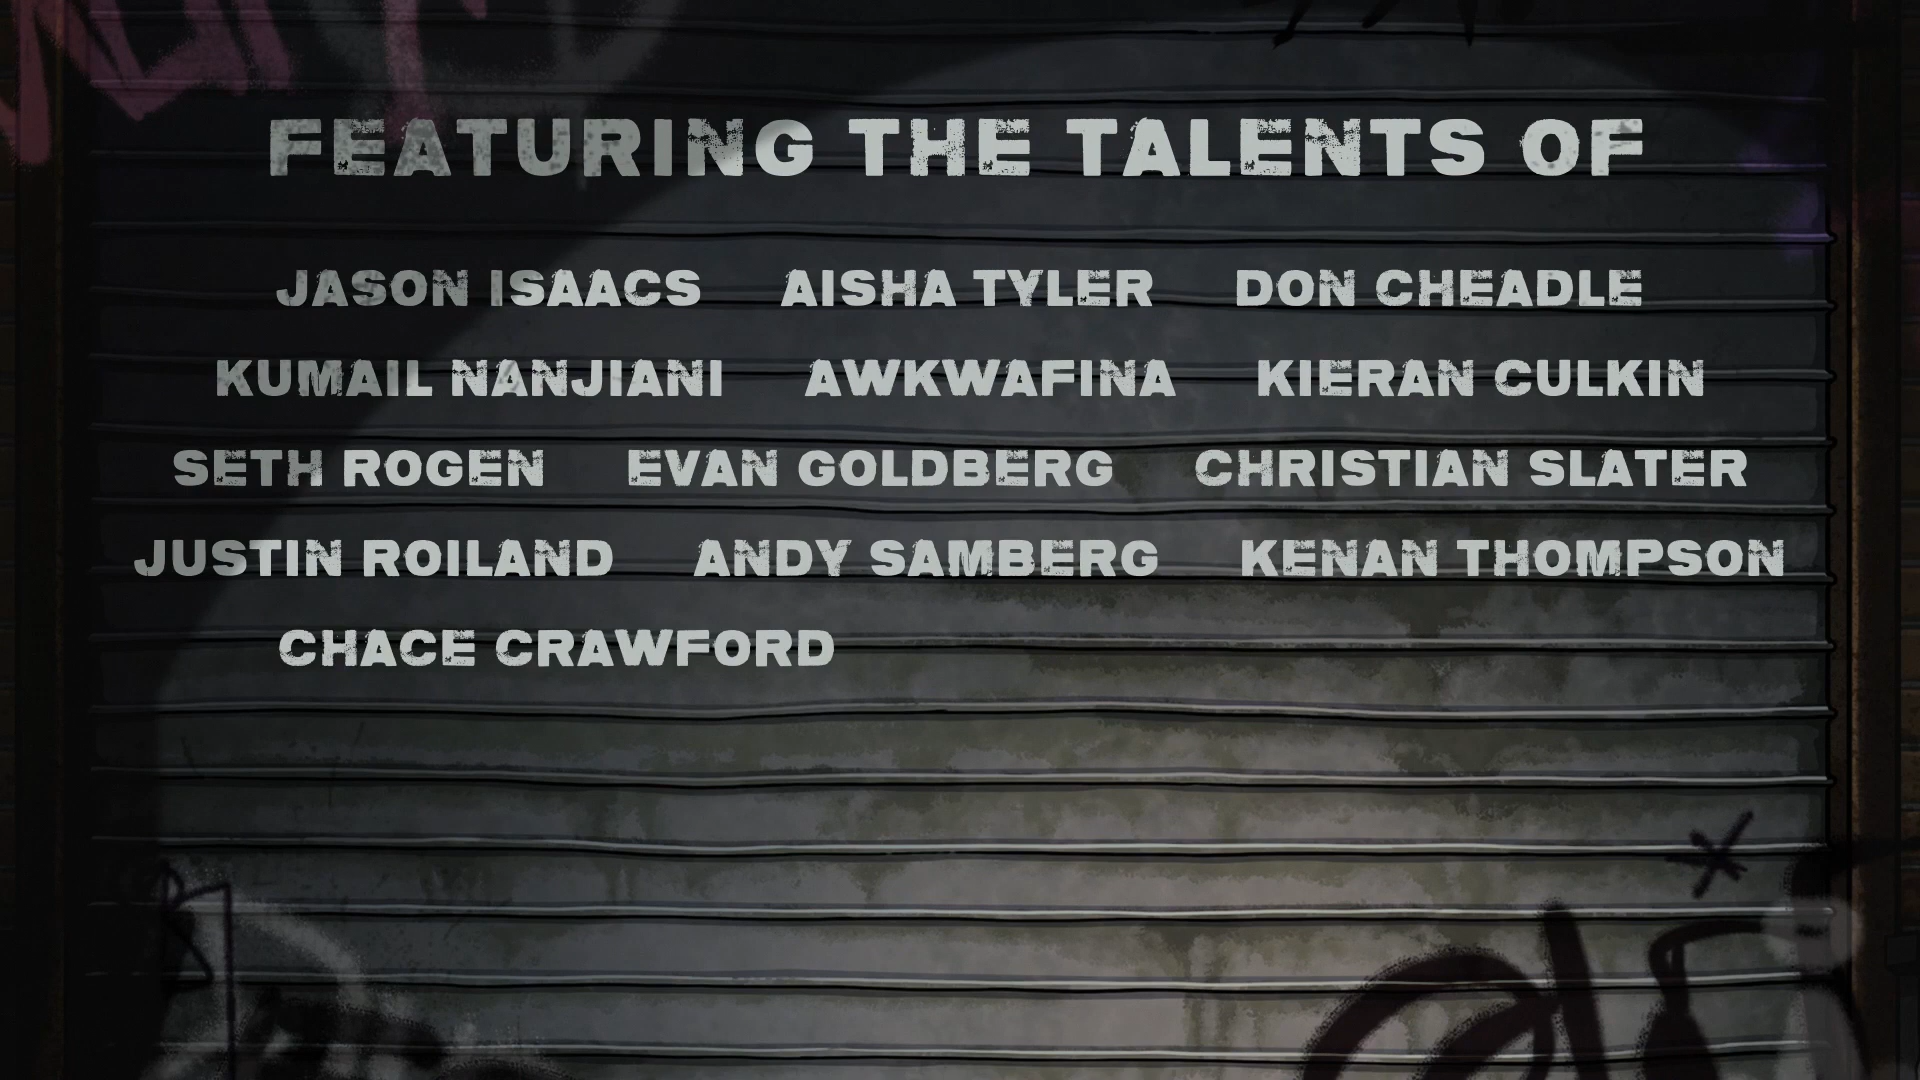 FEATURING THE TALENTS OF
JASON ISAACS AISHA TYLER DON CHEADLE
KUMAIL NANJIANI AWKWAFINA KIERAN CULKIN
SETH ROGEN EVAN GOLDBERG CHRISTIAN SLATER
JUSTIN ROILAND ANDY SAMBERG KENAN THOMPSON
CHACE CRAWFORD